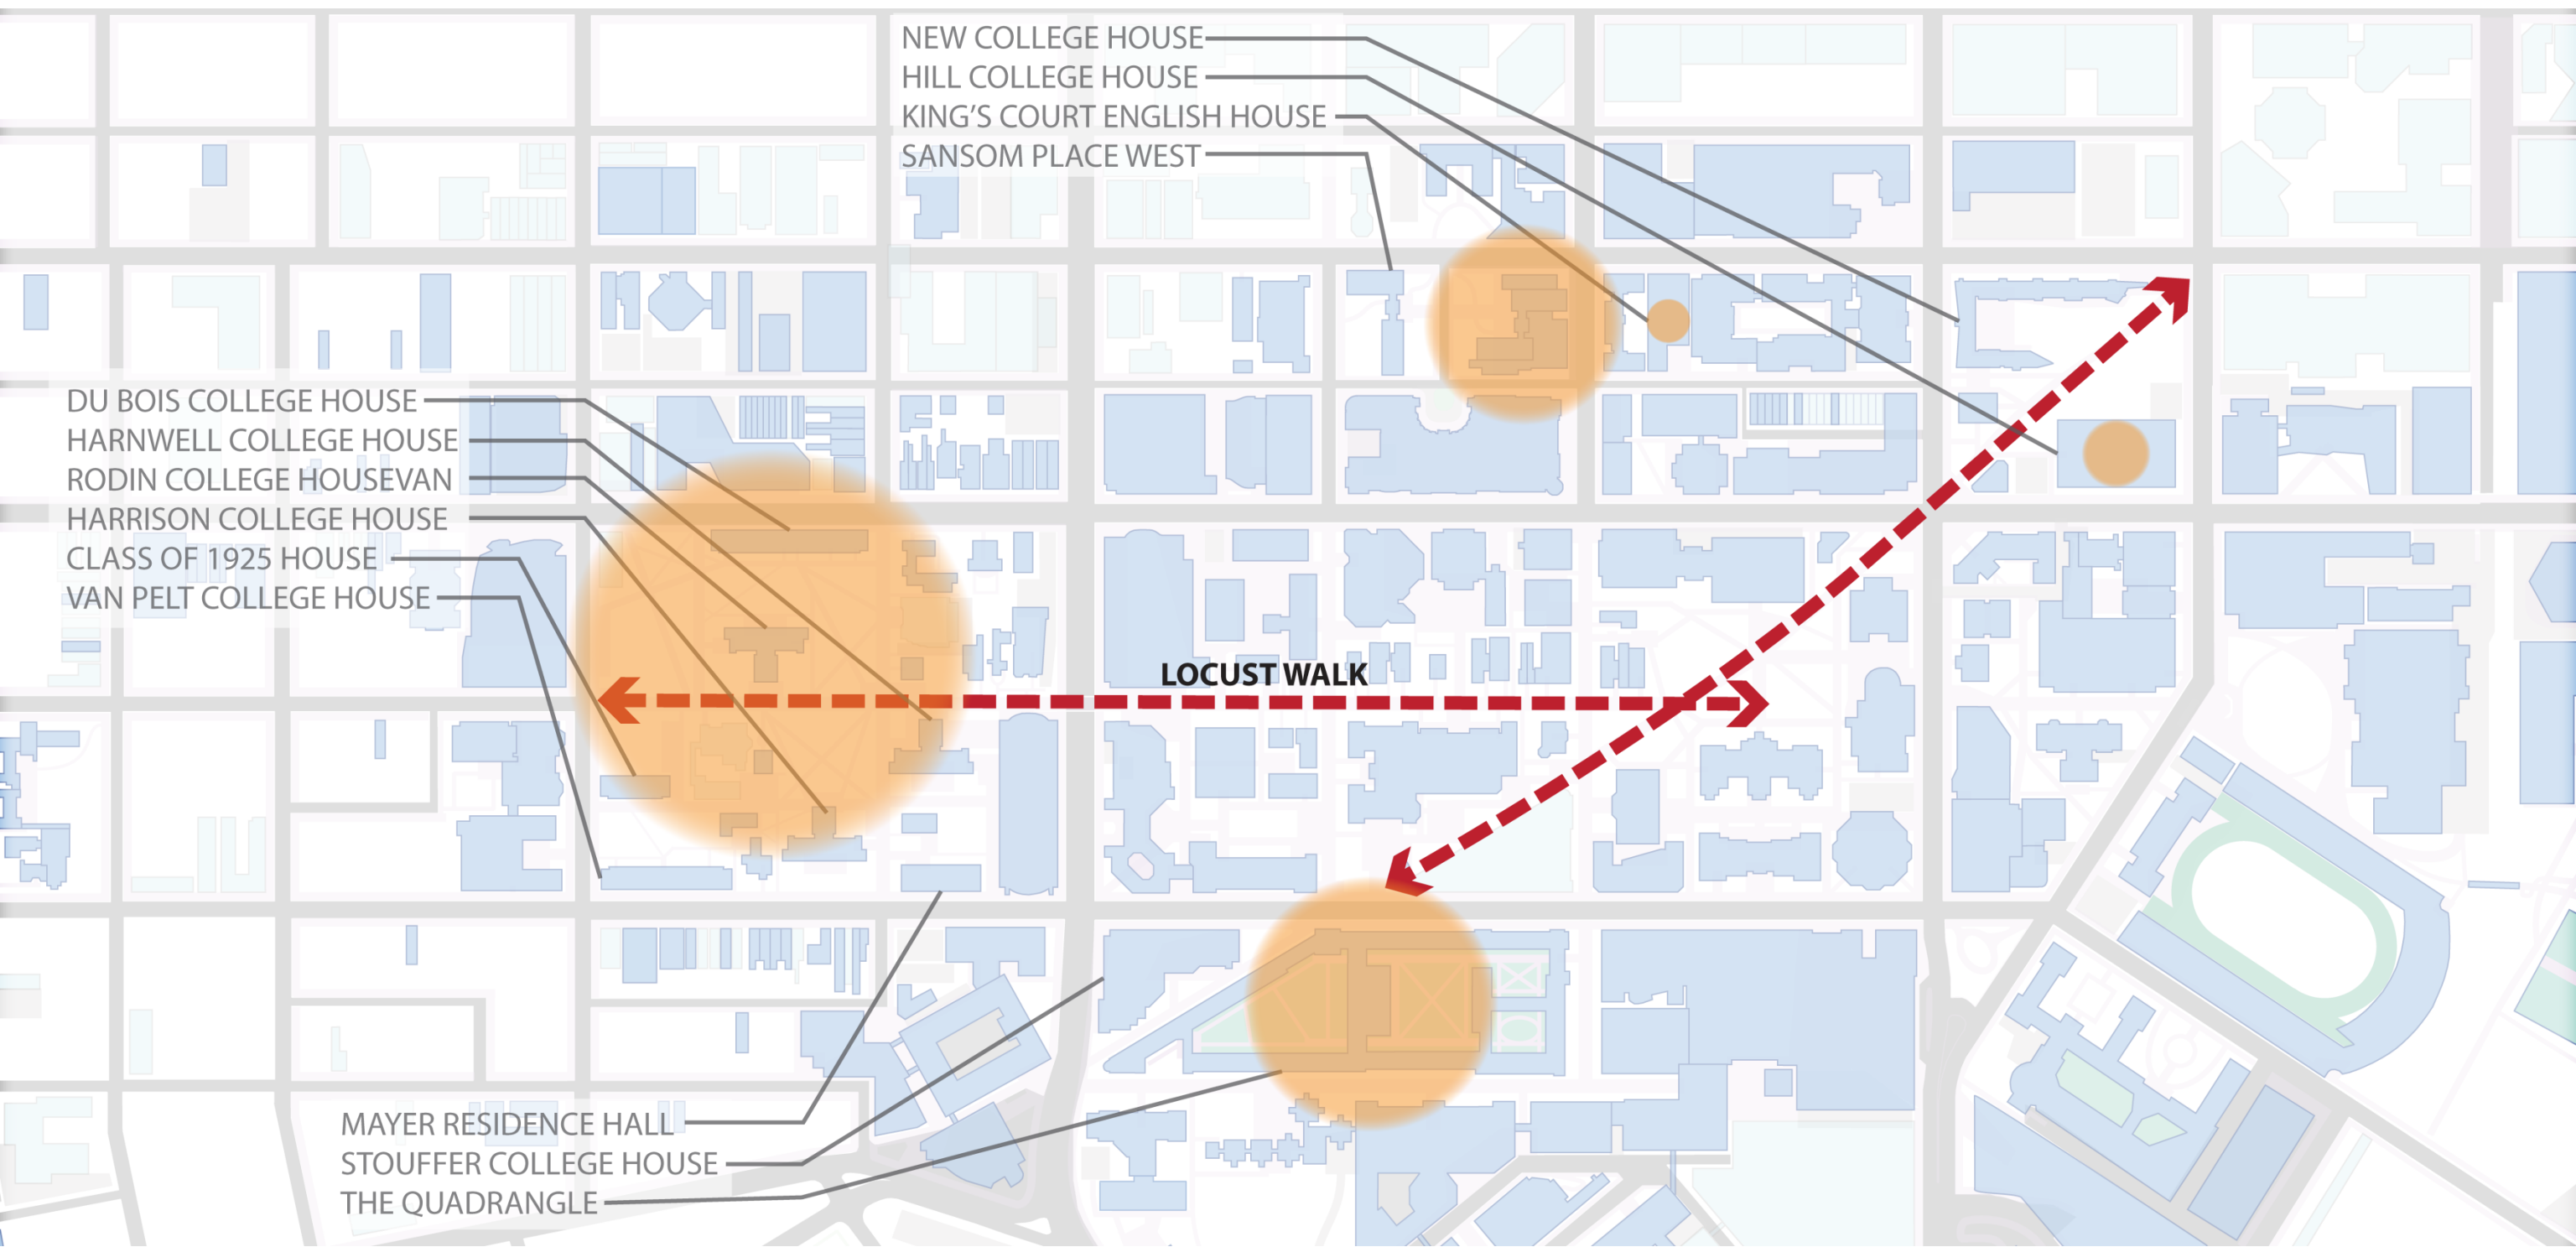 NEW COLLEGE HOUSE
HILL COLLEGE HOUSE
KING'S COURT ENGLISH HOUSE
SANSOM PLACE WEST
DU BOIS COLLEGE HOUSE
HARNWELL COLLEGE HOUSE
RODIN COLLEGE HOUSEVAN
HARRISON COLLEGE HOUSE
CLASS OF 1925 HOUSE
VAN PELT COLLEGE HOUSE
LOCUST WALK
MAYER RESIDENCE HALL
STOUFFER COLLEGE HOUSE
THE QUADRANGLE